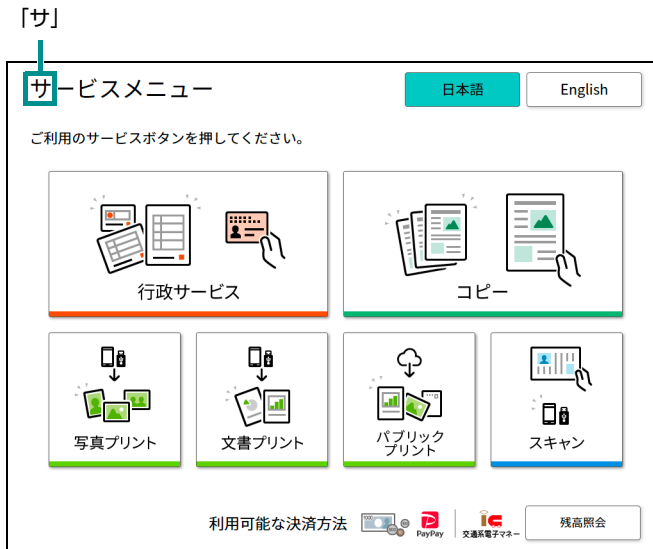 「サ」
サービスメニュー
日本語
English
ご利用のサービスボタンを押してください。
行政サービス
コピー
写真プリント
文書プリント
パブリック
プリント
スキャン
利用可能な決済方法
1000
PayPay
交通系電子マネー
残高照会